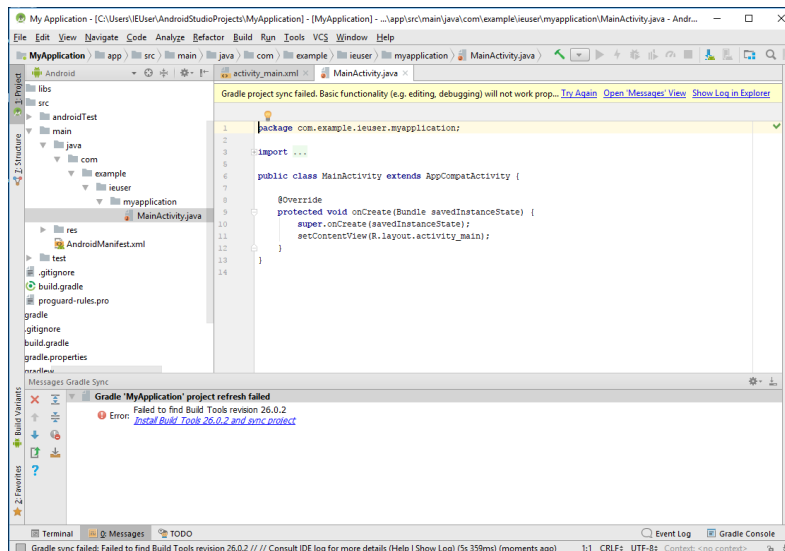 My Application - [C:\Users\IEUser\AndroidStudioProjects\MyApplication] - [MyApplication] - ...\app\src\main\java\com\example\ieuser\myapplication\MainActivity.java - Andr...
File Edit View Navigate Code Analyze Refactor Build Run Tools VCS Window Help
MyApplication app src main java com example ieuser myapplication MainActivity.java
Android
activity_main.xml
MainActivity.java
1: Project
Z: Structure
Build Variants
2: Favorites
libs
src
androidTest
main
java
com
example
ieuser
myapplication
MainActivity.java
res
AndroidManifest.xml
test
.gitignore
build.gradle
proguard-rules.pro
gradle
.gitignore
build.gradle
gradle.properties
gradlew
Gradle project sync failed. Basic functionality (e.g. editing, debugging) will not work prop... Try Again Open 'Messages' View Show Log in Explorer
1 package com.example.ieuser.myapplication;
2
3 import ...
5
6 public class MainActivity extends AppCompatActivity {
7
8 @Override
9 protected void onCreate(Bundle savedInstanceState) {
10 super.onCreate(savedInstanceState);
11 setContentView(R.layout.activity_main);
12 }
13 }
14
Messages Gradle Sync
Gradle 'MyApplication' project refresh failed
Error: Failed to find Build Tools revision 26.0.2
Install Build Tools 26.0.2 and sync project
Terminal 0: Messages TODO Event Log Gradle Console
Gradle sync failed: Failed to find Build Tools revision 26.0.2 // // Consult IDE log for more details (Help | Show Log) (5s 359ms) (moments ago) 1:1 CRLF÷ UTF-8÷ Context: <no context>